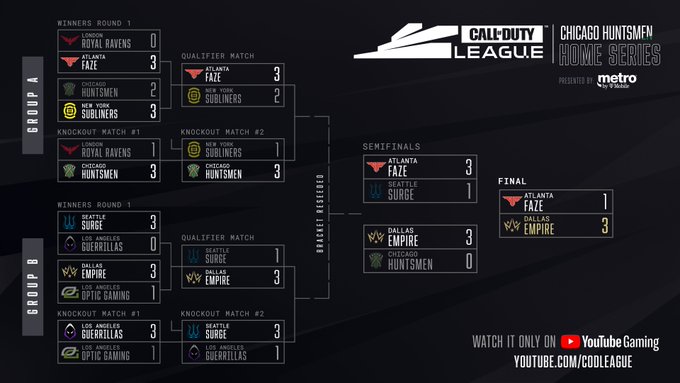 WINNERS ROUND 1
LONDON
ROYAL RAVENS 0
ATLANTA
FAZE 3
CHICAGO
HUNTSMEN 2
NEW YORK
SUBLINERS 3
QUALIFIER MATCH
ATLANTA
FAZE 3
NEW YORK
SUBLINERS 2
GROUP A
KNOCKOUT MATCH #1
LONDON
ROYAL RAVENS 1
CHICAGO
HUNTSMEN 3
KNOCKOUT MATCH #2
NEW YORK
SUBLINERS 1
CHICAGO
HUNTSMEN 3
WINNERS ROUND 1
SEATTLE
SURGE 3
LOS ANGELES
GUERRILLAS 0
DALLAS
EMPIRE 3
LOS ANGELES
OPTIC GAMING 1
QUALIFIER MATCH
SEATTLE
SURGE 1
DALLAS
EMPIRE 3
GROUP B
KNOCKOUT MATCH #1
LOS ANGELES
GUERRILLAS 3
LOS ANGELES
OPTIC GAMING 1
KNOCKOUT MATCH #2
SEATTLE
SURGE 3
LOS ANGELES
GUERRILLAS 1
BRACKET RESEEDED
SEMIFINALS
ATLANTA
FAZE 3
SEATTLE
SURGE 1
DALLAS
EMPIRE 3
CHICAGO
HUNTSMEN 0
FINAL
ATLANTA
FAZE 1
DALLAS
EMPIRE 3
CALL OF DUTY
LEAGUE
CHICAGO HUNTSMEN
HOME SERIES
PRESENTED BY metro
by T Mobile
WATCH IT ONLY ON YouTube Gaming
YOUTUBE.COM/CODLEAGUE